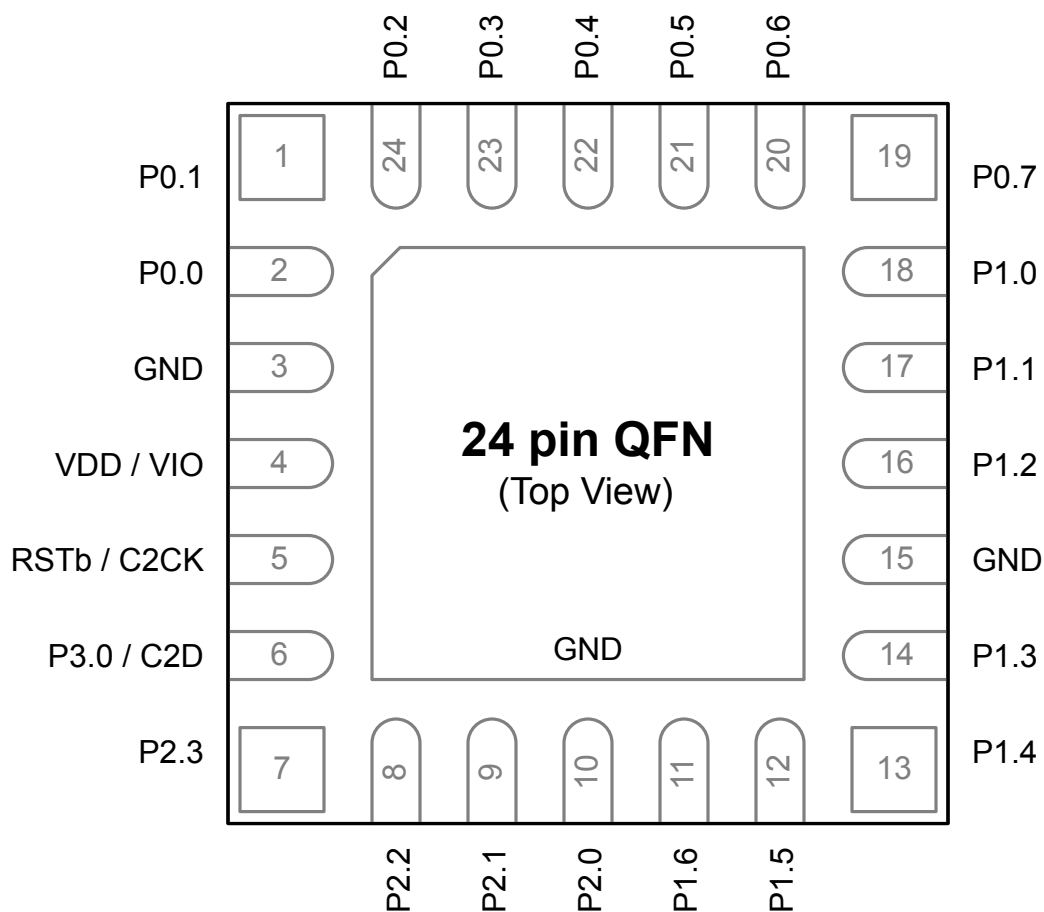 P0.2
P0.3
P0.4
P0.5
P0.6
1
24
23
22
21
20
19
P0.1
P0.7
P0.0
2
18
P1.0
GND
3
17
P1.1
24 pin QFN
(Top View)
VDD / VIO
4
16
P1.2
RSTb / C2CK
5
15
GND
P3.0 / C2D
6
GND
14
P1.3
P2.3
7
8
9
10
11
12
13
P1.4
P2.2
P2.1
P2.0
P1.6
P1.5